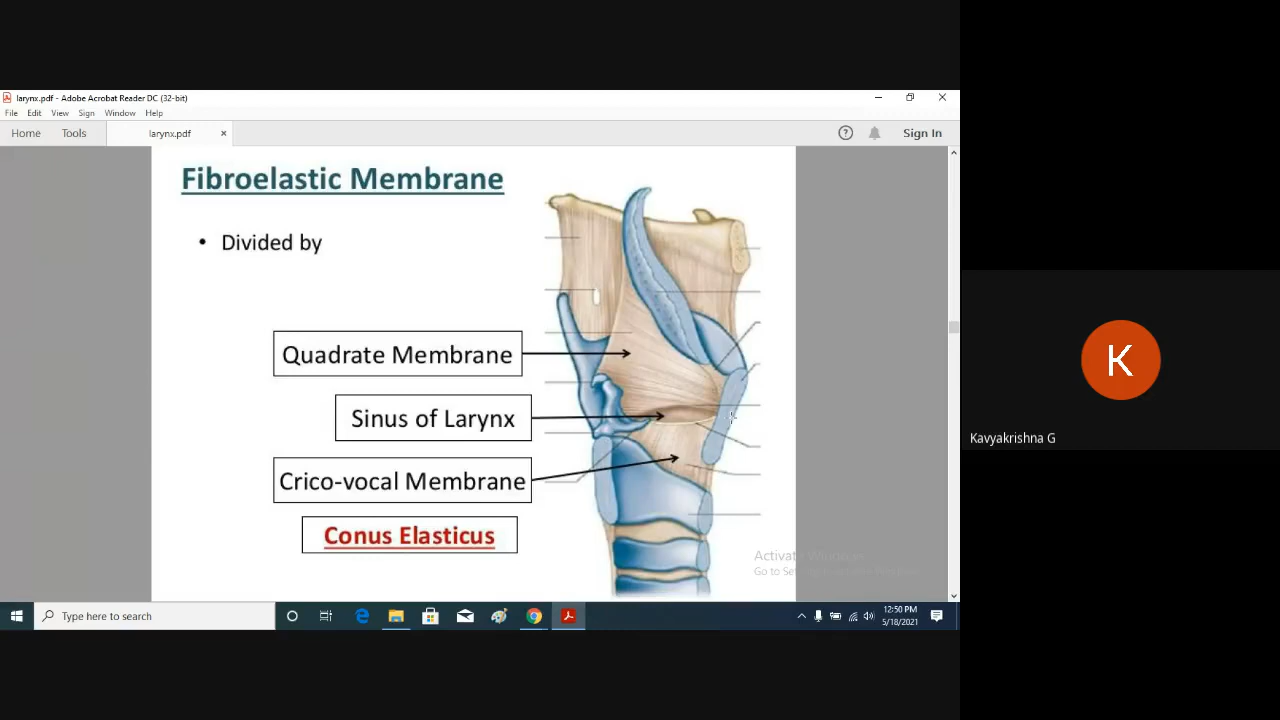 larynx.pdf - Adobe Acrobat Reader DC (32-bit)
File Edit View Sign Window Help
Home Tools larynx.pdf × ? Sign In
Fibroelastic Membrane
• Divided by
Quadrate Membrane
Sinus of Larynx
Crico-vocal Membrane
Conus Elasticus
K
Kavyakrishna G
Activate Windows
Type here to search
12:50 PM
5/18/2021